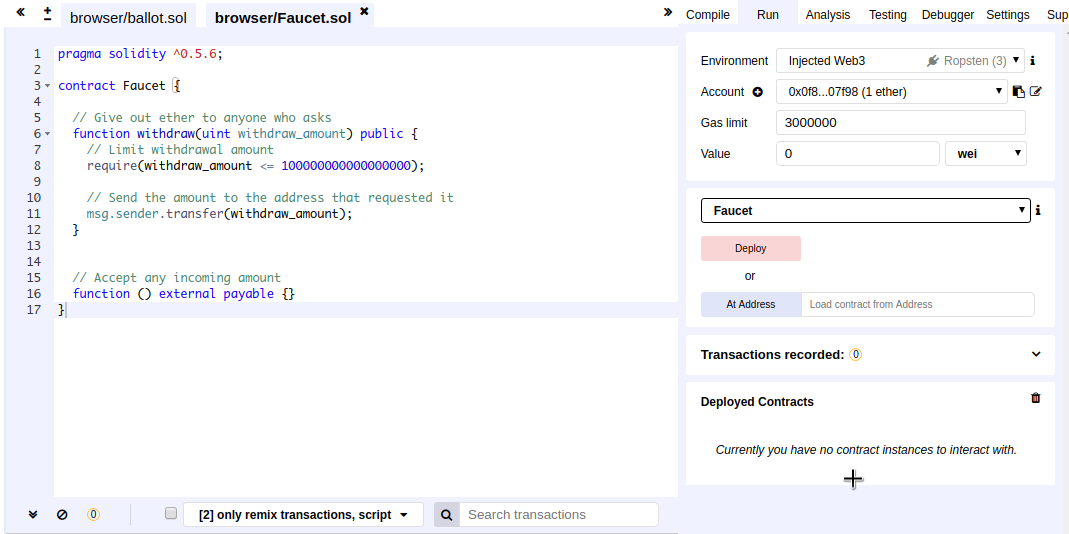 browser/ballot.sol browser/Faucet.sol
1 pragma solidity ^0.5.6;
2
3 contract Faucet {
4
5 // Give out ether to anyone who asks
6 function withdraw(uint withdraw_amount) public {
7 // Limit withdrawal amount
8 require(withdraw_amount <= 100000000000000000);
9
10 // Send the amount to the address that requested it
11 msg.sender.transfer(withdraw_amount);
12 }
13
14
15 // Accept any incoming amount
16 function () external payable {}
17 }
0 [2] only remix transactions, script Search transactions
Compile Run Analysis Testing Debugger Settings Sup
Environment Injected Web3 Ropsten (3)
Account 0x0f8...07f98 (1 ether)
Gas limit 3000000
Value 0 wei
Faucet
Deploy
or
At Address Load contract from Address
Transactions recorded: 0
Deployed Contracts
Currently you have no contract instances to interact with.